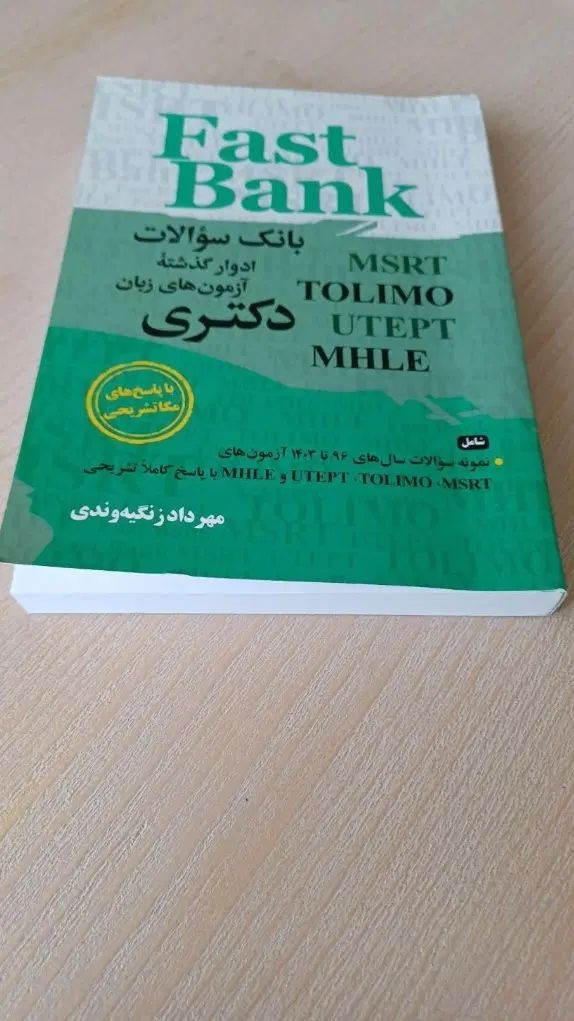 Fast
Bank
بانک سؤالات
ادوار گذشتهٔ
آزمون‌های زبان
دکتری
MSRT
TOLIMO
UTEPT
MHLE
با پاسخ‌های
مگاتشریحی
شامل
نمونه سؤالات سال‌های ۹۶ تا ۱۴۰۳ آزمون‌های
MSRT، TOLIMO، UTEPT و MHLE با پاسخ کاملاً تشریحی
مهرداد زنگیه‌وندی